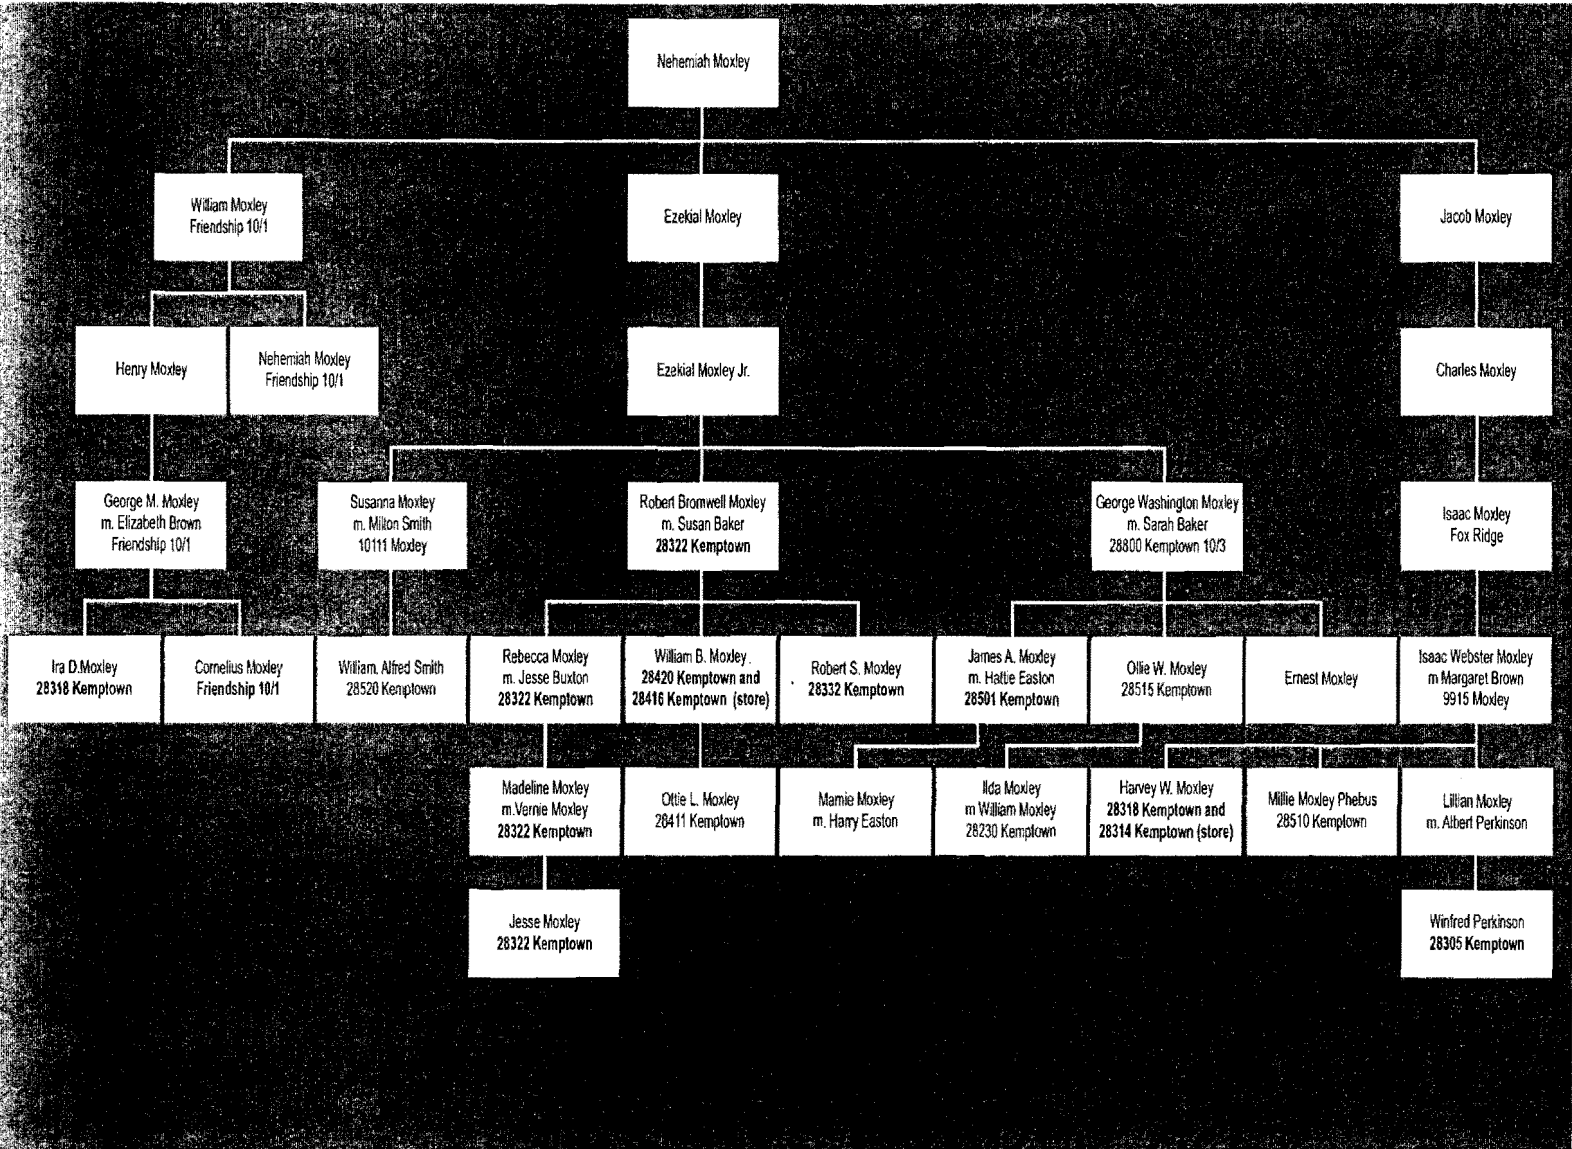 Nehemiah Moxley
William Moxley
Friendship 10/1
Ezekial Moxley
Jacob Moxley
Henry Moxley
Nehemiah Moxley
Friendship 10/1
Ezekial Moxley Jr.
Charles Moxley
George M. Moxley
m. Elizabeth Brown
Friendship 10/1
Susanna Moxley
m. Milton Smith
10111 Moxley
Robert Bromwell Moxley
m. Susan Baker
28322 Kemptown
George Washington Moxley
m. Sarah Baker
28800 Kemptown 10/3
Isaac Moxley
Fox Ridge
Ira D.Moxley
28318 Kemptown
Cornelius Moxley
Friendship 10/1
William. Alfred Smith
28520 Kemptown
Rebecca Moxley
m. Jesse Buxton
28322 Kemptown
William B. Moxley
28420 Kemptown and
28416 Kemptown (store)
Robert S. Moxley
28332 Kemptown
James A. Moxley
m. Hattie Easton
28501 Kemptown
Ollie W. Moxley
28515 Kemptown
Ernest Moxley
Isaac Webster Moxley
m Margaret Brown
9915 Moxley
Madeline Moxley
m.Vernie Moxley
28322 Kemptown
Ottie L. Moxley
28411 Kemptown
Mamie Moxley
m. Harry Easton
Ilda Moxley
m William Moxley
28230 Kemptown
Harvey W. Moxley
28318 Kemptown and
28314 Kemptown (store)
Millie Moxley Phebus
28510 Kemptown
Lillian Moxley
m. Albert Perkinson
Jesse Moxley
28322 Kemptown
Winfred Perkinson
28305 Kemptown